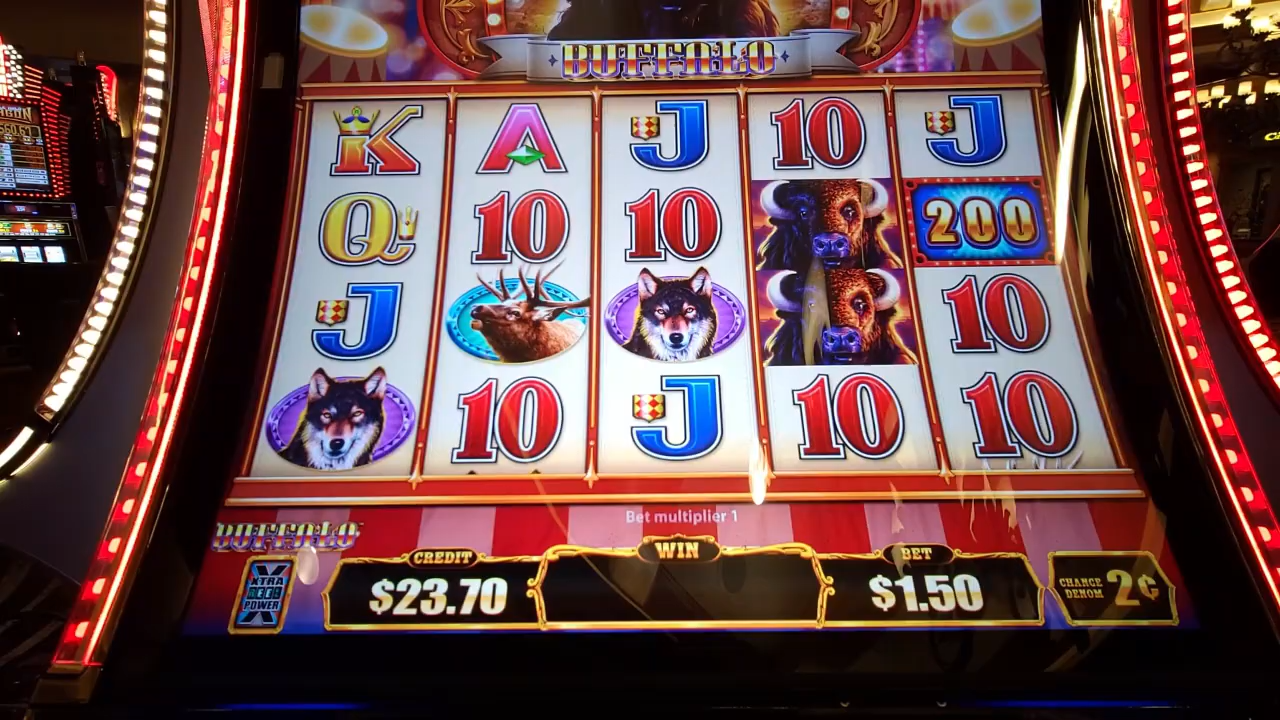 BUFFALO
K A J 10 J
Q 10 10 200
J 10
10 J 10 10
Bet multiplier 1
BUFFALO
CREDIT WIN BET
XTRA
REEL
POWER
$23.70 $1.50
CHANGE
DENOM 2¢